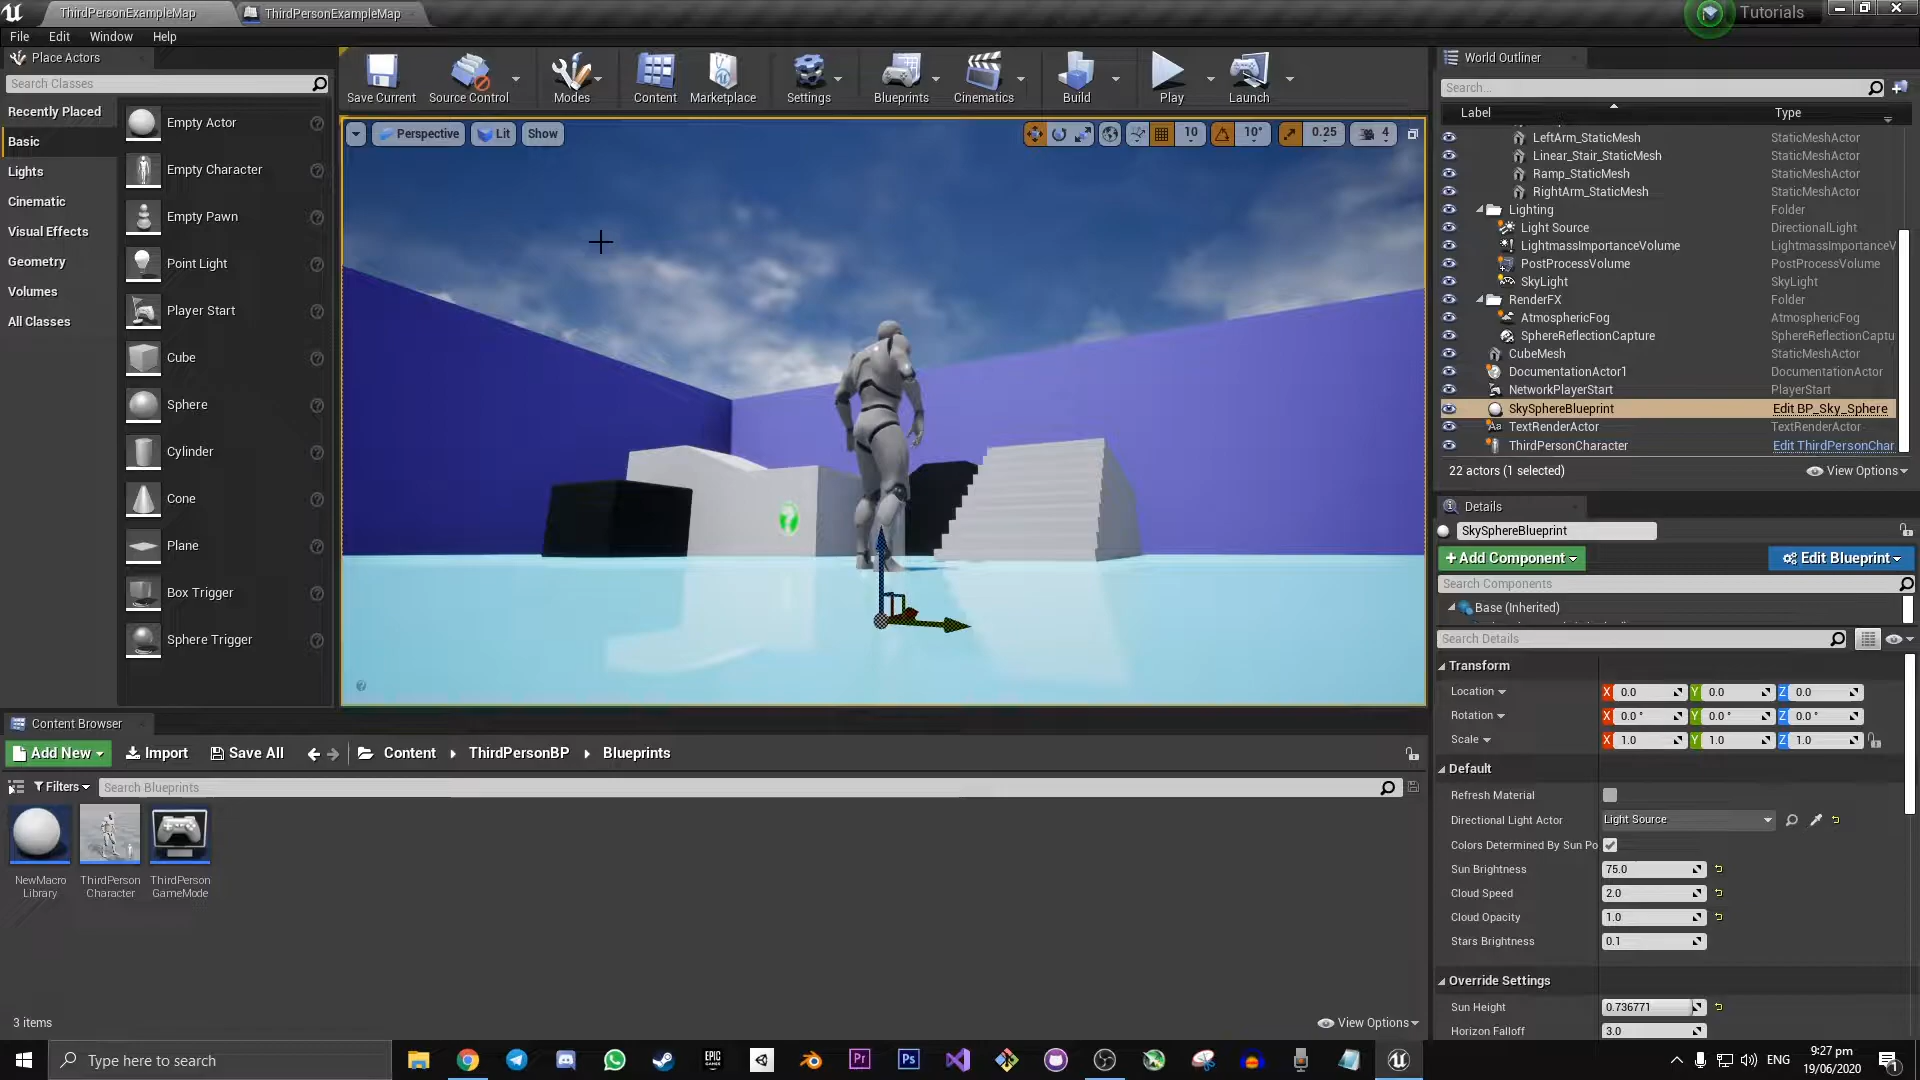 ThirdPersonExampleMap
ThirdPersonExampleMap
Tutorials
File Edit Window Help
Place Actors
Search Classes
Recently Placed
Basic
Lights
Cinematic
Visual Effects
Geometry
Volumes
All Classes
Empty Actor
Empty Character
Empty Pawn
Point Light
Player Start
Cube
Sphere
Cylinder
Cone
Plane
Box Trigger
Sphere Trigger
Save Current
Source Control
Modes
Content
Marketplace
Settings
Blueprints
Cinematics
Build
Play
Launch
Perspective Lit Show
10 10° 0.25 4
World Outliner
Search...
Label Type
LeftArm_StaticMesh StaticMeshActor
Linear_Stair_StaticMesh StaticMeshActor
Ramp_StaticMesh StaticMeshActor
RightArm_StaticMesh StaticMeshActor
Lighting Folder
Light Source DirectionalLight
LightmassImportanceVolume LightmassImportanceV
PostProcessVolume PostProcessVolume
SkyLight SkyLight
RenderFX Folder
AtmosphericFog AtmosphericFog
SphereReflectionCapture SphereReflectionCaptu
CubeMesh StaticMeshActor
DocumentationActor1 DocumentationActor
NetworkPlayerStart PlayerStart
SkySphereBlueprint Edit BP_Sky_Sphere
TextRenderActor TextRenderActor
ThirdPersonCharacter Edit ThirdPersonChar
22 actors (1 selected) View Options
Details
SkySphereBlueprint
+Add Component Edit Blueprint
Search Components
Base (Inherited)
Search Details
Transform
Location X 0.0 Y 0.0 Z 0.0
Rotation X 0.0 ° Y 0.0 ° Z 0.0 °
Scale X 1.0 Y 1.0 Z 1.0
Default
Refresh Material
Directional Light Actor Light Source
Colors Determined By Sun Po
Sun Brightness 75.0
Cloud Speed 2.0
Cloud Opacity 1.0
Stars Brightness 0.1
Override Settings
Sun Height 0.736771
Horizon Falloff 3.0
Content Browser
Add New Import Save All Content ThirdPersonBP Blueprints
Filters Search Blueprints
NewMacro
Library
ThirdPerson
Character
ThirdPerson
GameMode
3 items View Options
Type here to search
EPIC
GAMES
Pr
Ps
ENG
9:27 pm
19/06/2020
1